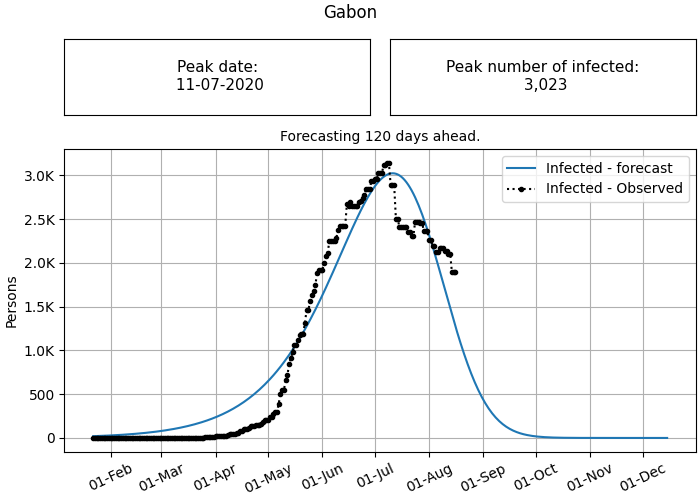 Gabon
Peak date:
11-07-2020
Peak number of infected:
3,023
Forecasting 120 days ahead.
Infected - forecast
Infected - Observed
Persons
3.0K
2.5K
2.0K
1.5K
1.0K
500
0
01-Feb
01-Mar
01-Apr
01-May
01-Jun
01-Jul
01-Aug
01-Sep
01-Oct
01-Nov
01-Dec